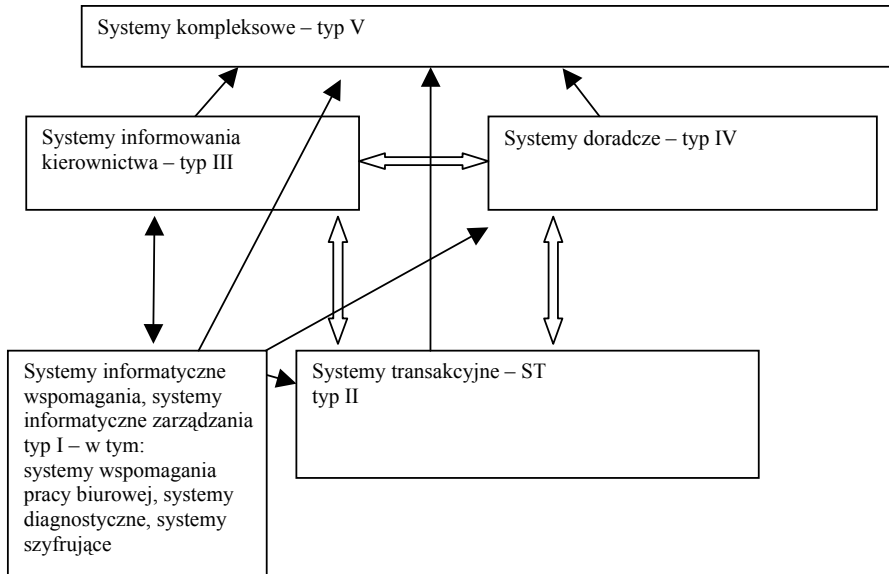 Systemy kompleksowe – typ V
Systemy informowania
kierownictwa – typ III
Systemy doradcze – typ IV
Systemy informatyczne
wspomagania, systemy
informatyczne zarządzania
typ I – w tym:
systemy wspomagania
pracy biurowej, systemy
diagnostyczne, systemy
szyfrujące
Systemy transakcyjne – ST
typ II